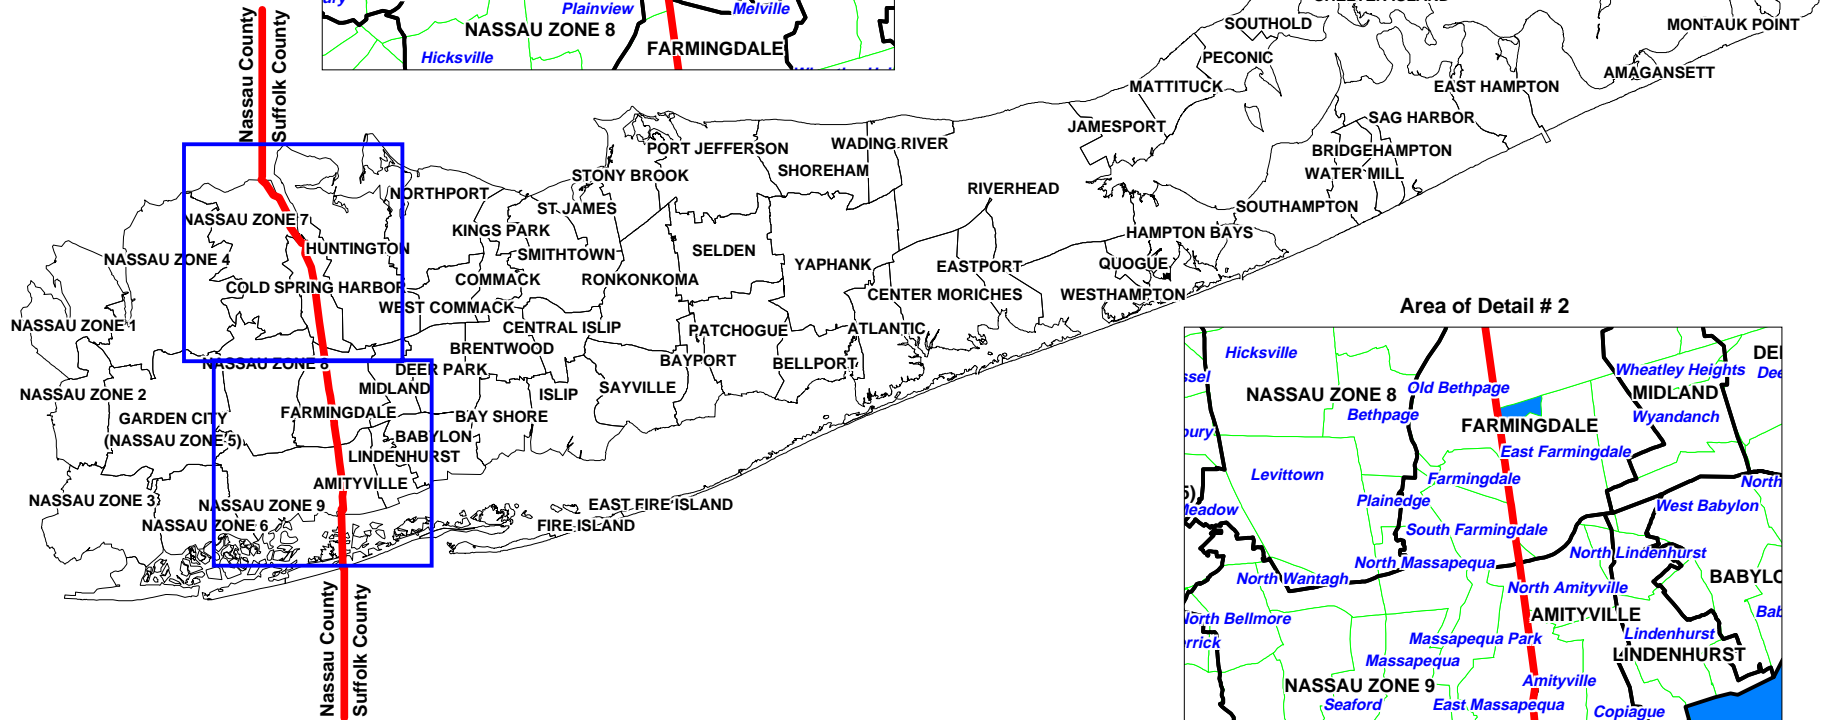 Plainview
Melville
NASSAU ZONE 8
FARMINGDALE
Hicksville
Nassau County
Suffolk County
SOUTHOLD
MONTAUK POINT
PECONIC
AMAGANSETT
MATTITUCK
EAST HAMPTON
SAG HARBOR
JAMESPORT
BRIDGEHAMPTON
WATER MILL
WADING RIVER
PORT JEFFERSON
SHOREHAM
STONY BROOK
RIVERHEAD
NORTHPORT
ST.JAMES
SOUTHAMPTON
NASSAU ZONE 7
KINGS PARK
HAMPTON BAYS
HUNTINGTON
SMITHTOWN
SELDEN
NASSAU ZONE 4
YAPHANK
EASTPORT
QUOGUE
COMMACK
RONKONKOMA
COLD SPRING HARBOR
CENTER MORICHES
WESTHAMPTON
WEST COMMACK
NASSAU ZONE 1
CENTRAL ISLIP
PATCHOGUE
ATLANTIC
BRENTWOOD
NASSAU ZONE 8
BAYPORT
BELLPORT
DEER PARK
MIDLAND
SAYVILLE
NASSAU ZONE 2
ISLIP
GARDEN CITY
(NASSAU ZONE 5)
FARMINGDALE
BAY SHORE
BABYLON
LINDENHURST
AMITYVILLE
NASSAU ZONE 3
NASSAU ZONE 9
EAST FIRE ISLAND
NASSAU ZONE 6
FIRE ISLAND
Nassau County
Suffolk County
Area of Detail # 2
Hicksville
Wheatley Heights
Old Bethpage
NASSAU ZONE 8
MIDLAND
Bethpage
Wyandanch
FARMINGDALE
East Farmingdale
Levittown
Farmingdale
North
Plainedge
West Babylon
Meadow
South Farmingdale
North Lindenhurst
North Massapequa
North Wantagh
North Amityville
AMITYVILLE
North Bellmore
Massapequa Park
Lindenhurst
LINDENHURST
Massapequa
Amityville
NASSAU ZONE 9
Seaford
East Massapequa
Copiague